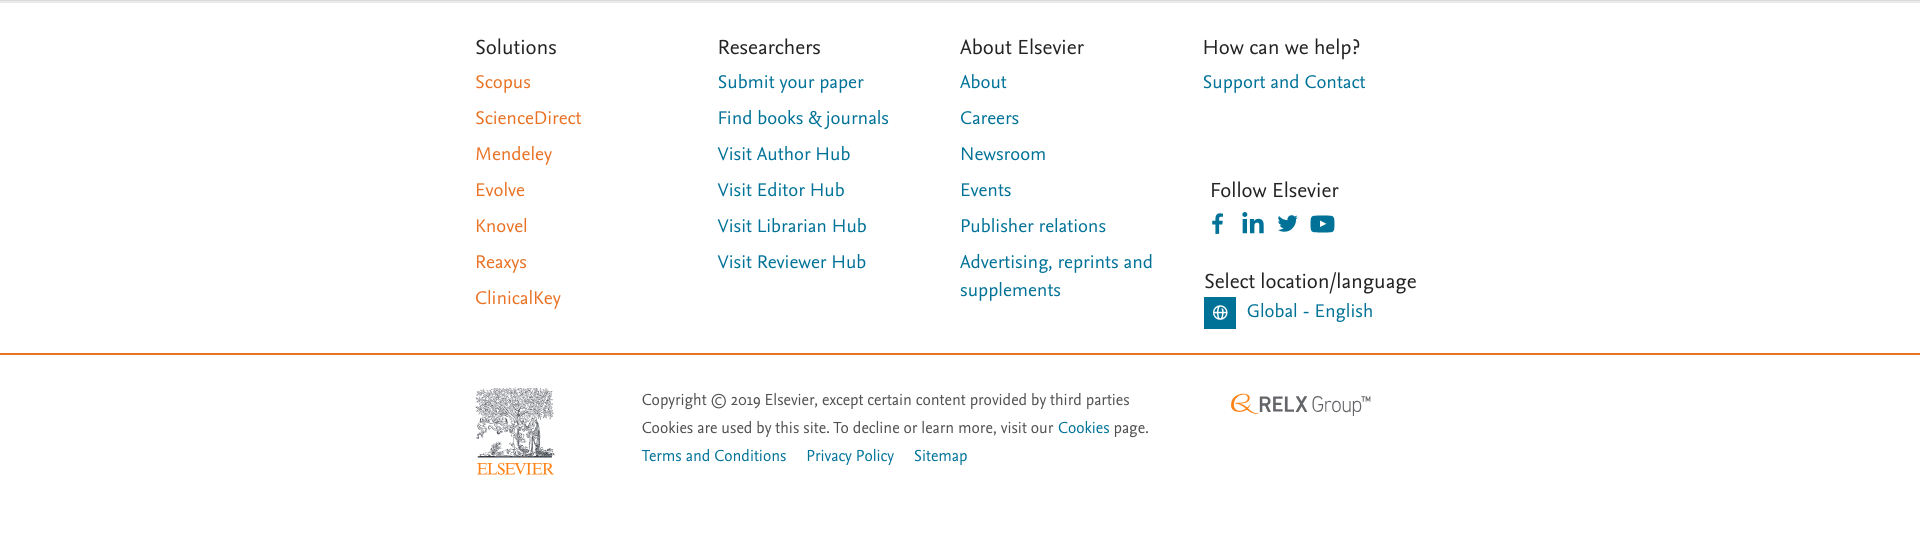 Solutions
Scopus
ScienceDirect
Mendeley
Evolve
Knovel
Reaxys
ClinicalKey
Researchers
Submit your paper
Find books & journals
Visit Author Hub
Visit Editor Hub
Visit Librarian Hub
Visit Reviewer Hub
About Elsevier
About
Careers
Newsroom
Events
Publisher relations
Advertising, reprints and
supplements
How can we help?
Support and Contact
Follow Elsevier
Select location/language
Global - English
ELSEVIER
Copyright © 2019 Elsevier, except certain content provided by third parties
Cookies are used by this site. To decline or learn more, visit our Cookies page.
Terms and Conditions Privacy Policy Sitemap
RELX Group™